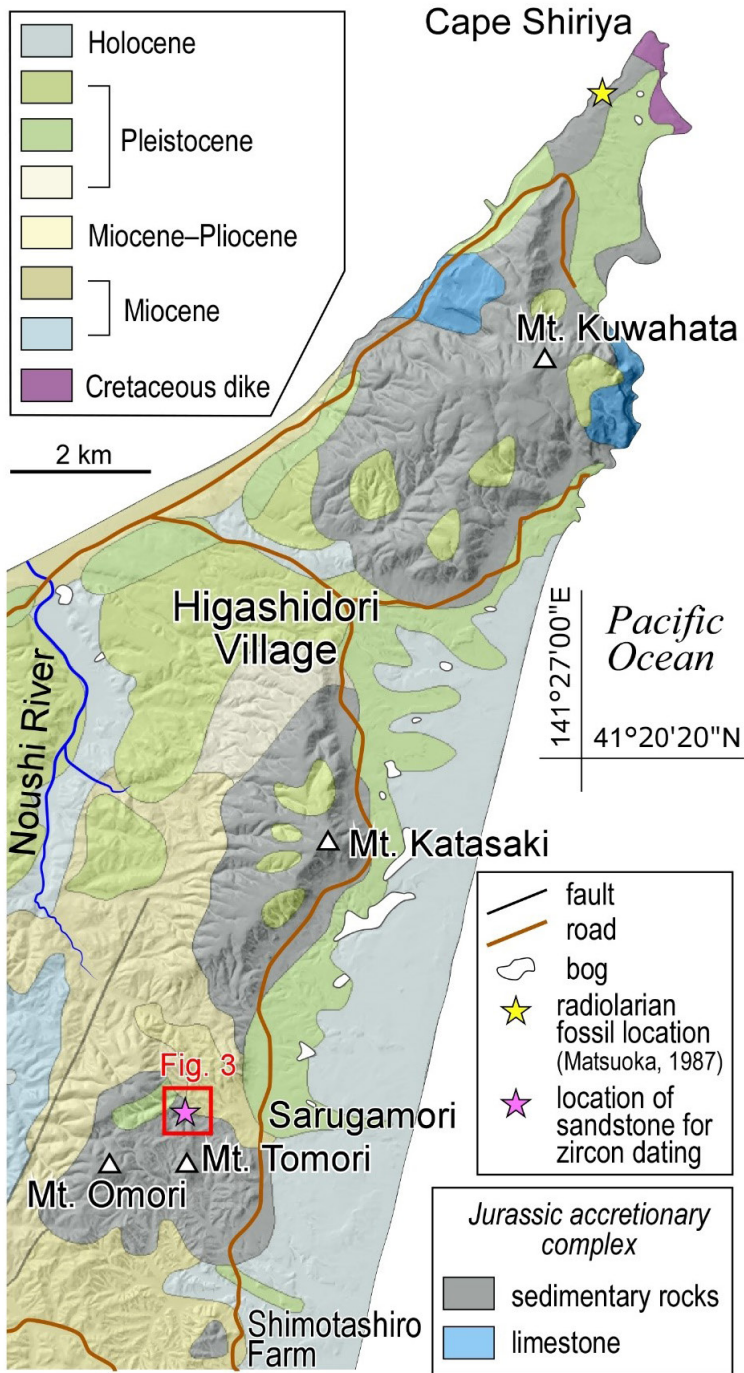 Cape Shiriya
Holocene
Pleistocene
Miocene–Pliocene
Miocene
Cretaceous dike
2 km
Mt. Kuwahata
Higashidori
Village
Noushi River
141°27'00"E
Pacific
Ocean
41°20'20"N
Mt. Katasaki
fault
road
bog
radiolarian
fossil location
(Matsuoka, 1987)
location of
sandstone for
zircon dating
Fig. 3
Sarugamori
Mt. Tomori
Mt. Omori
Jurassic accretionary
complex
sedimentary rocks
limestone
Shimotashiro
Farm